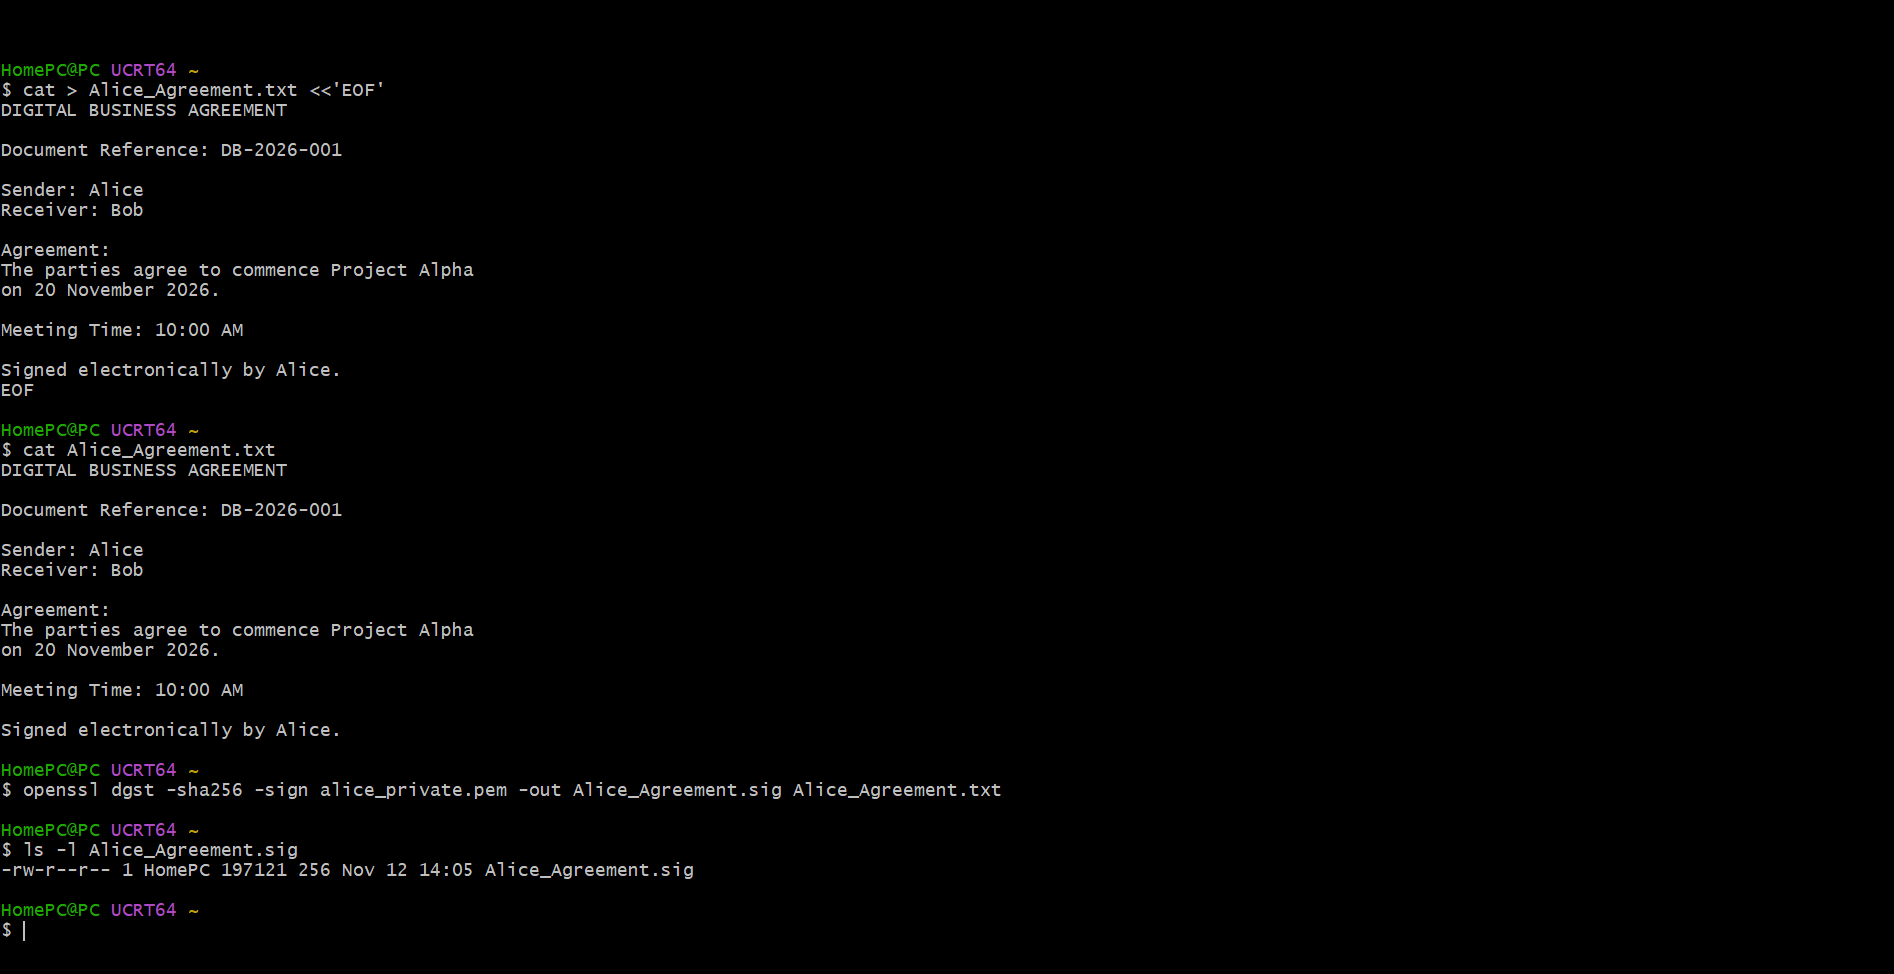 HomePC@PC UCRT64 ~
$ cat > Alice_Agreement.txt <<'EOF'
DIGITAL BUSINESS AGREEMENT
Document Reference: DB-2026-001
Sender: Alice
Receiver: Bob
Agreement:
The parties agree to commence Project Alpha
on 20 November 2026.
Meeting Time: 10:00 AM
Signed electronically by Alice.
EOF
HomePC@PC UCRT64 ~
$ cat Alice_Agreement.txt
DIGITAL BUSINESS AGREEMENT
Document Reference: DB-2026-001
Sender: Alice
Receiver: Bob
Agreement:
The parties agree to commence Project Alpha
on 20 November 2026.
Meeting Time: 10:00 AM
Signed electronically by Alice.
HomePC@PC UCRT64 ~
$ openssl dgst -sha256 -sign alice_private.pem -out Alice_Agreement.sig Alice_Agreement.txt
HomePC@PC UCRT64 ~
$ ls -l Alice_Agreement.sig
-rw-r--r-- 1 HomePC 197121 256 Nov 12 14:05 Alice_Agreement.sig
HomePC@PC UCRT64 ~
$